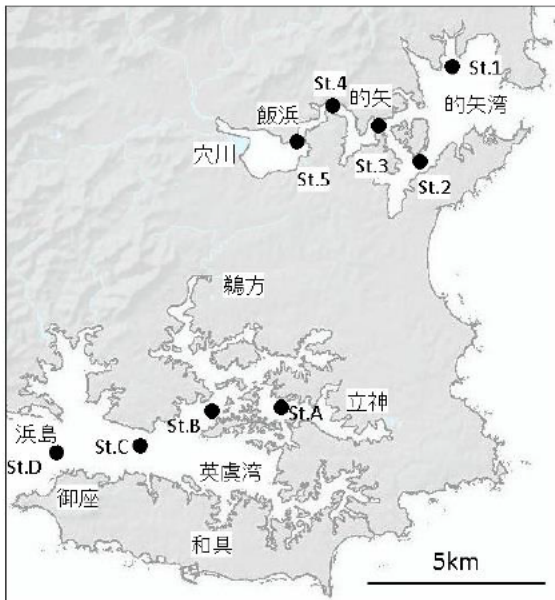 St.1
St.4
的矢
的矢湾
飯浜
穴川
St.3
St.2
St.5
鵜方
立神
St.A
St.B
浜島
St.C
St.D
英虞湾
御座
和具
5km